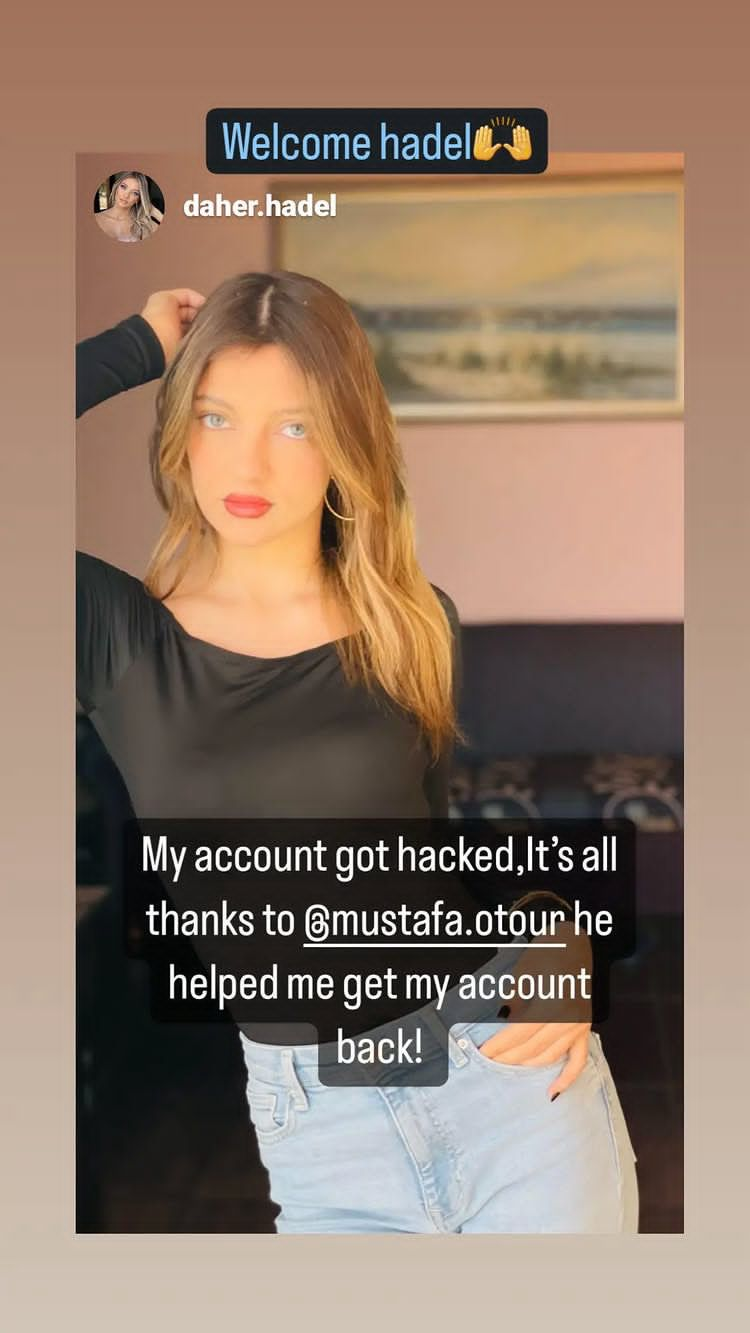 Welcome hadel🙌
daher.hadel
My account got hacked,It's all
thanks to @mustafa.otour he
helped me get my account
back!